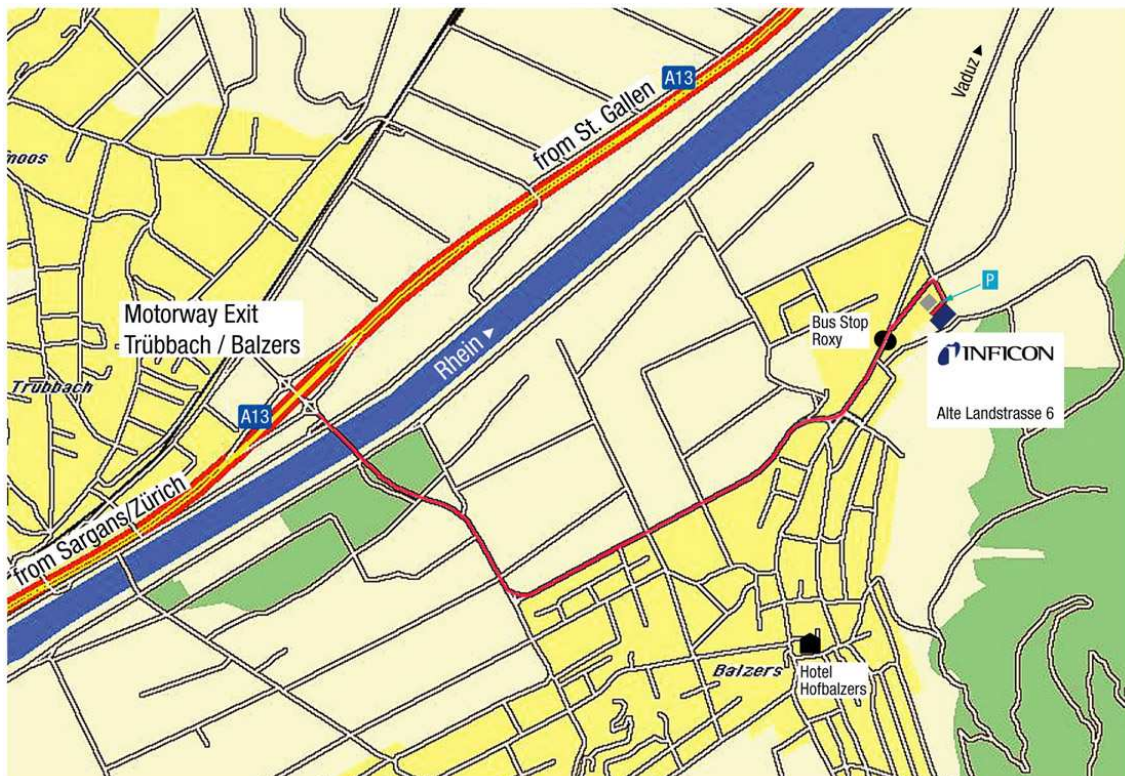 A13
from St. Gallen
Vaduz
moos
P
Motorway Exit
Trübbach / Balzers
Bus Stop
Roxy
Rhein
INFICON
Trübbach
A13
Alte Landstrasse 6
from Sargans/Zürich
Balzers
Hotel
Hofbalzers